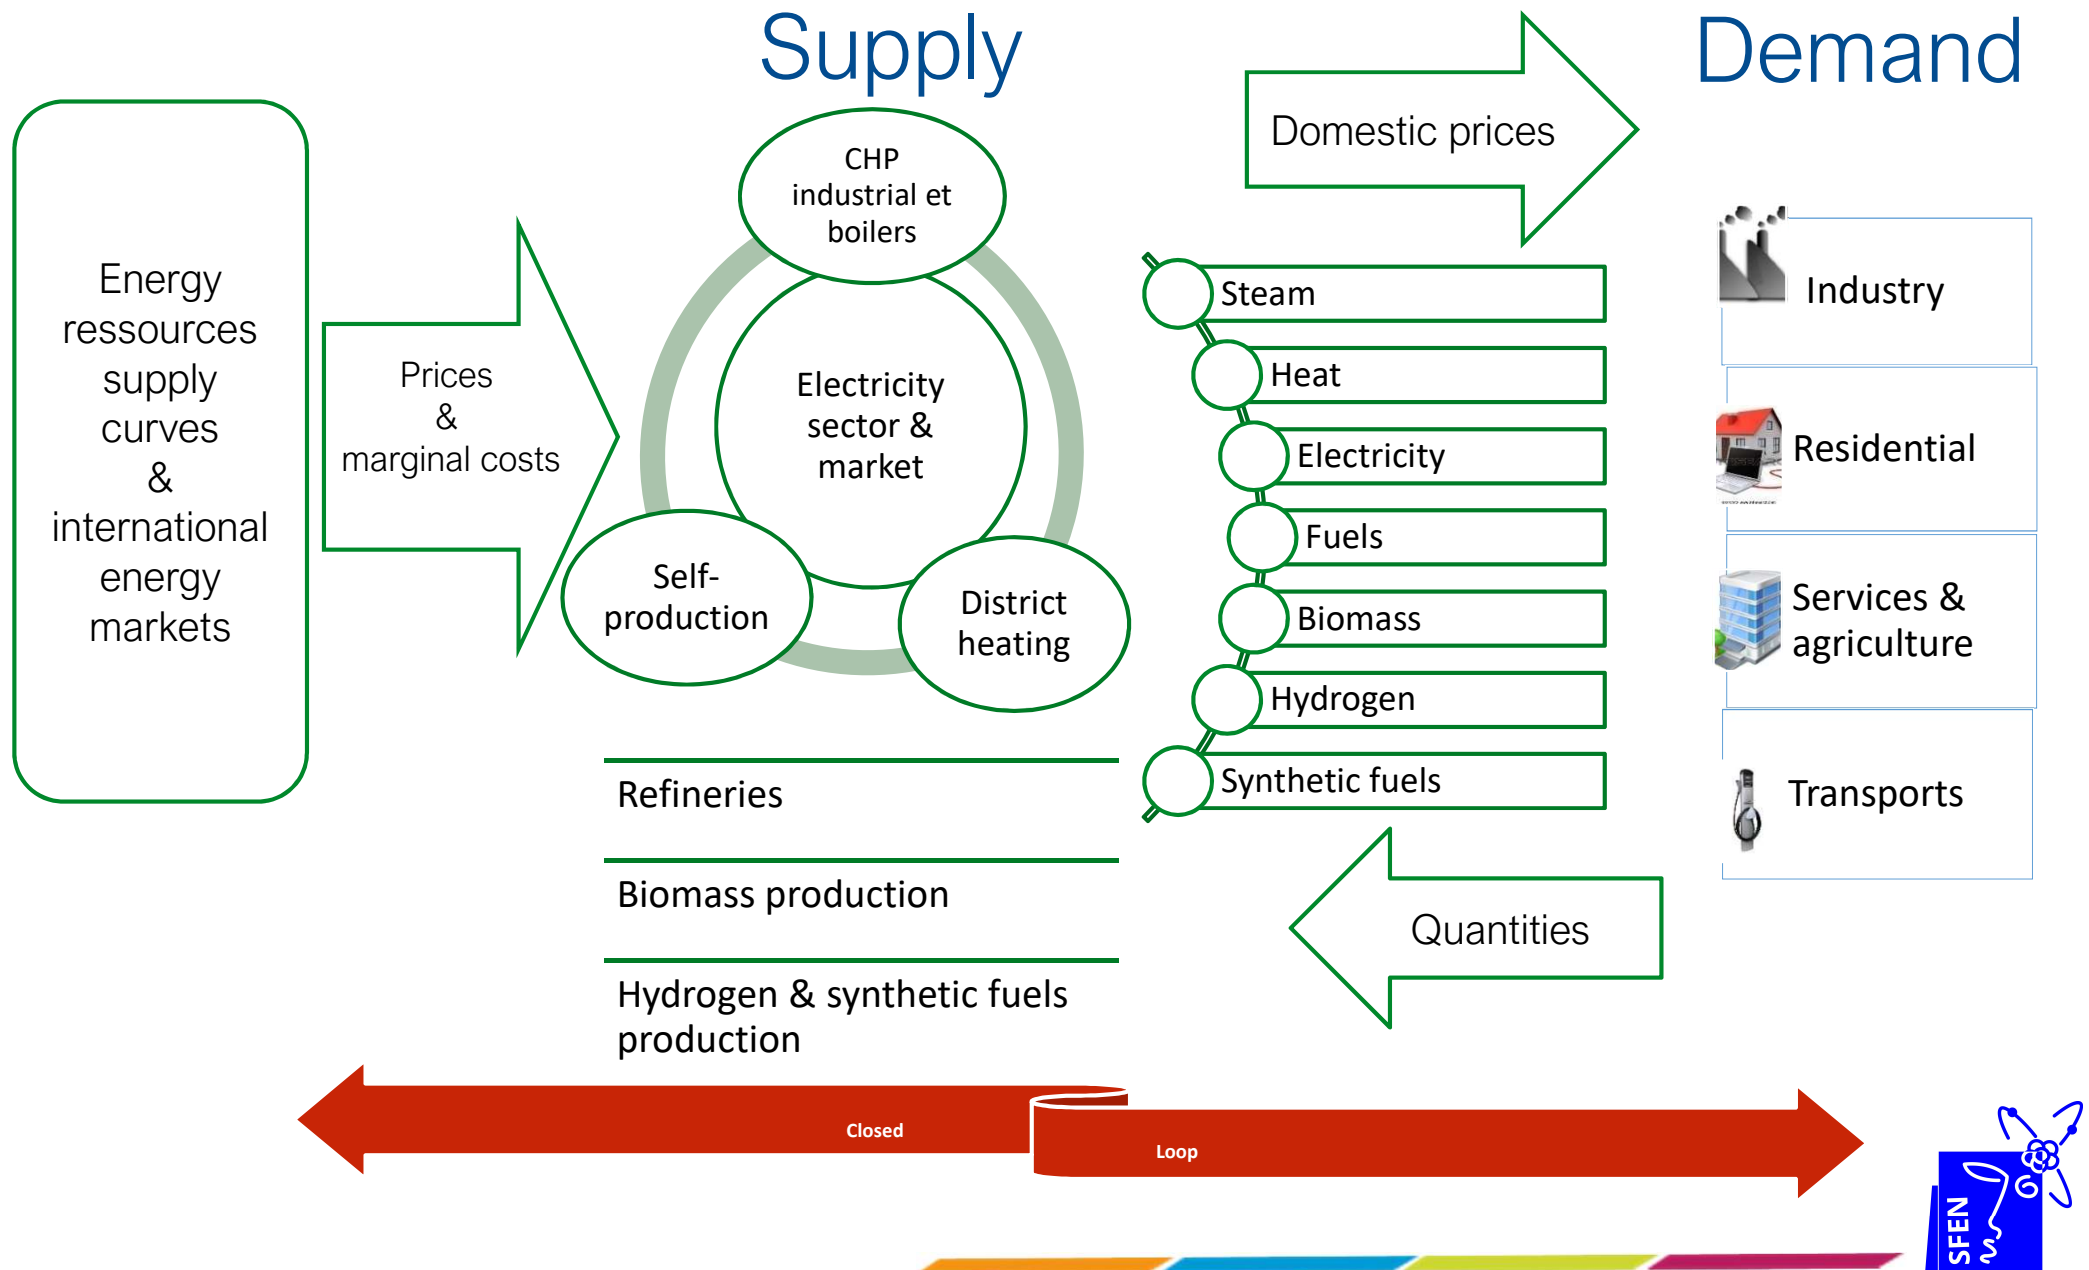 Supply
Demand
Energy
ressources
supply
curves
&
international
energy
markets
Prices
&
marginal costs
CHP
industrial et
boilers
Electricity
sector &
market
Self-
production
District
heating
Refineries
Biomass production
Hydrogen & synthetic fuels
production
Domestic prices
Steam
Heat
Electricity
Fuels
Biomass
Hydrogen
Synthetic fuels
Quantities
Industry
Residential
Services &
agriculture
Transports
Closed
Loop
SFEN